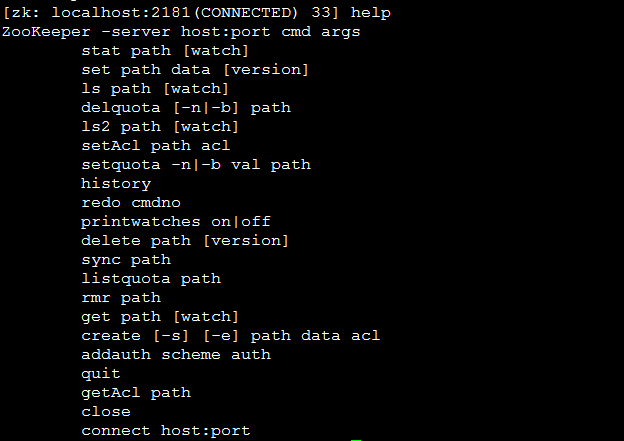 [zk: localhost:2181(CONNECTED) 33] help
ZooKeeper -server host:port cmd args
stat path [watch]
set path data [version]
ls path [watch]
delquota [-n|-b] path
ls2 path [watch]
setAcl path acl
setquota -n|-b val path
history
redo cmdno
printwatches on|off
delete path [version]
sync path
listquota path
rmr path
get path [watch]
create [-s] [-e] path data acl
addauth scheme auth
quit
getAcl path
close
connect host:port